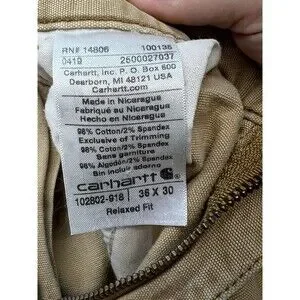 RN# 14806 100135
0419 2500027037
Carhartt, Inc. P. O. Box 600
Dearborn, MI 48121 USA
Carhartt.com
Made in Nicaragua
Fabriqué au Nicaragua
Hecho en Nicaragua
98% Cotton/2% Spandex
Exclusive of Trimming
98% Coton/2% Spandex
Sans garniture
98% Algodón/2% Spandex
Sin incluir adorno
carhartt
102802-918 36 X 30
Relaxed Fit